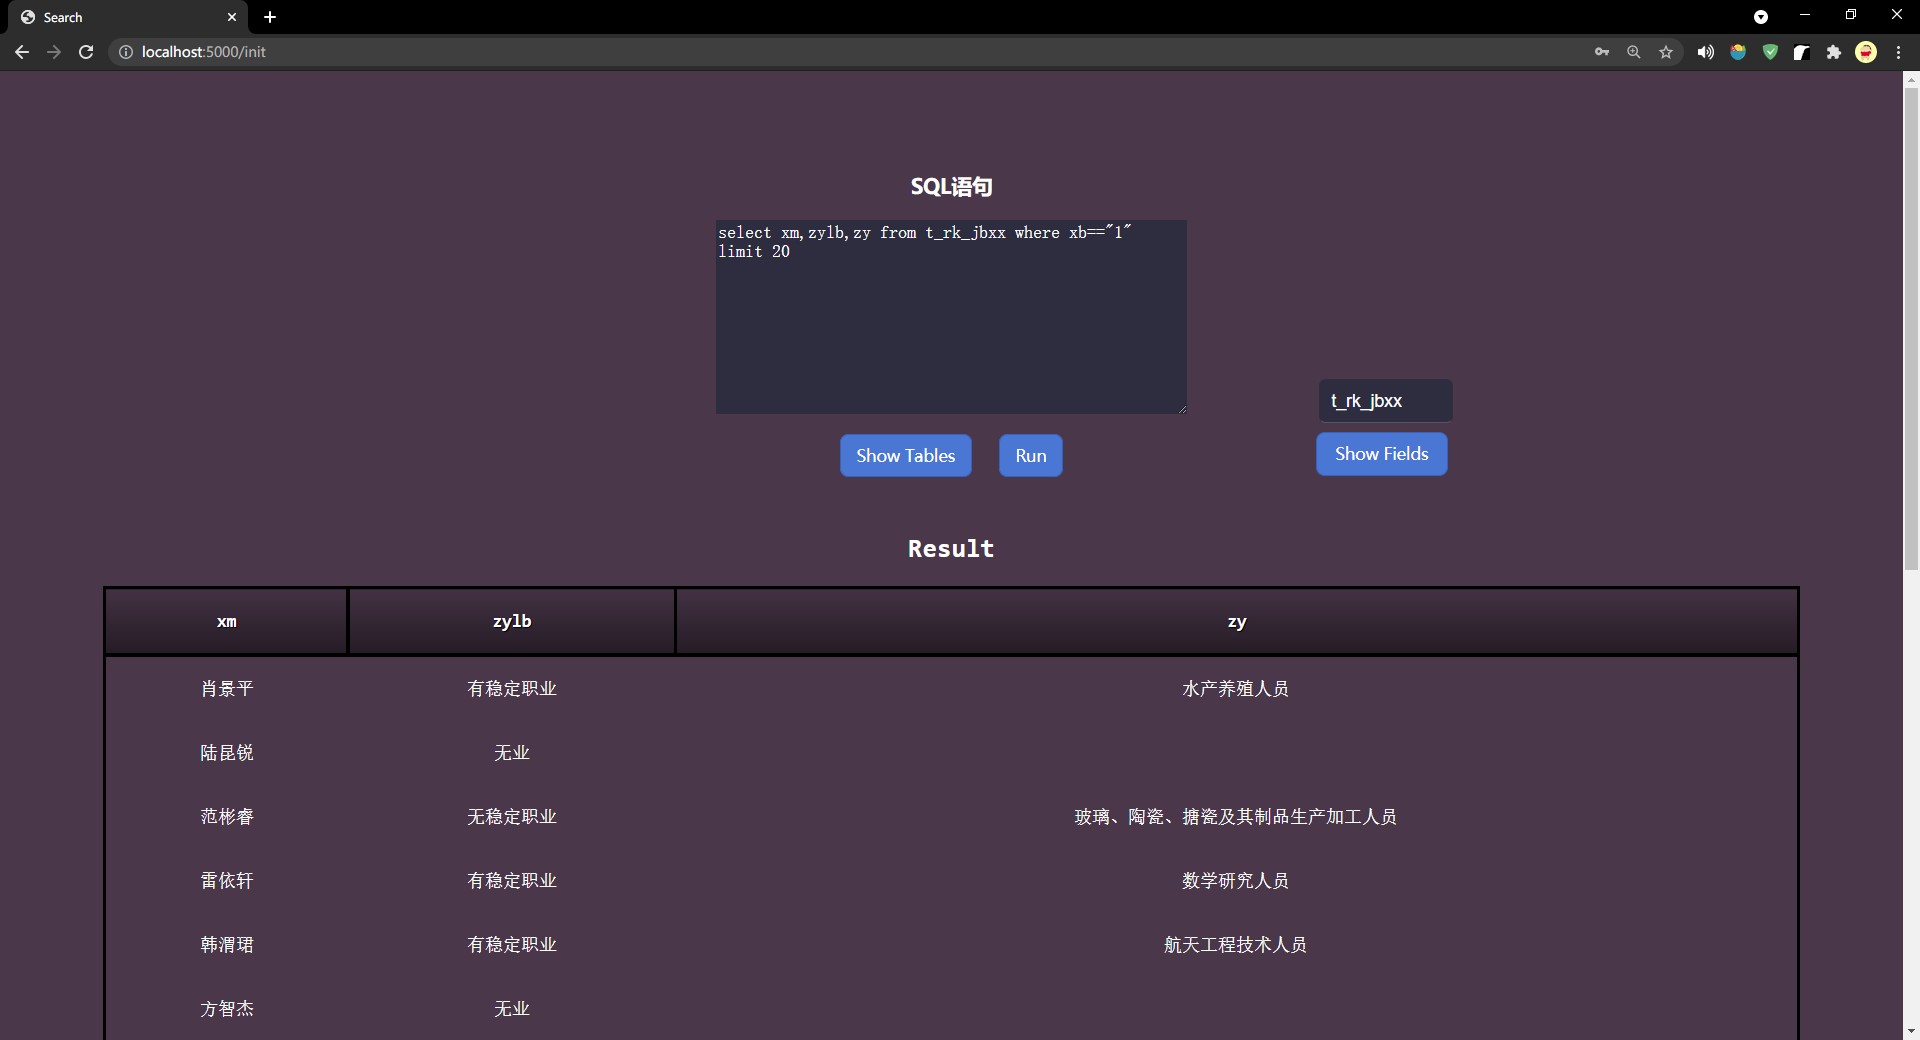 Search
localhost:5000/init
SQL语句
select xm,zylb,zy from t_rk_jbxx where xb=="1"
limit 20
t_rk_jbxx
Show Tables
Run
Show Fields
Result
xm zylb zy
肖景平 有稳定职业 水产养殖人员
陆昆锐 无业
范彬睿 无稳定职业 玻璃、陶瓷、搪瓷及其制品生产加工人员
雷依轩 有稳定职业 数学研究人员
韩渭珺 有稳定职业 航天工程技术人员
方智杰 无业